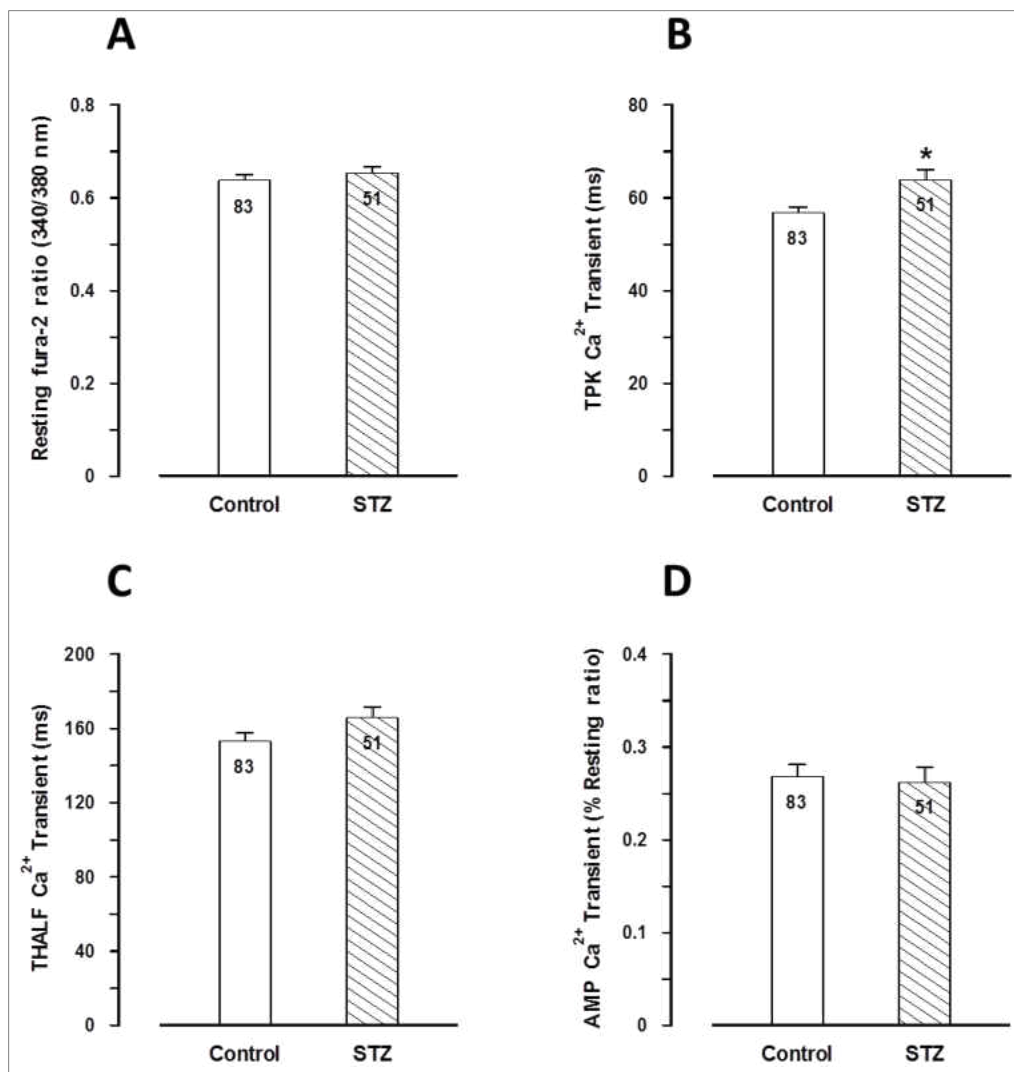 A
Resting fura-2 ratio (340/380 nm)
0.8
0.6
0.4
0.2
0
83
51
Control
STZ
B
TPK Ca2+ Transient (ms)
80
60
40
20
0
*
83
51
Control
STZ
C
THALF Ca2+ Transient (ms)
200
160
120
80
40
0
83
51
Control
STZ
D
AMP Ca2+ Transient (% Resting ratio)
0.4
0.3
0.2
0.1
0
83
51
Control
STZ